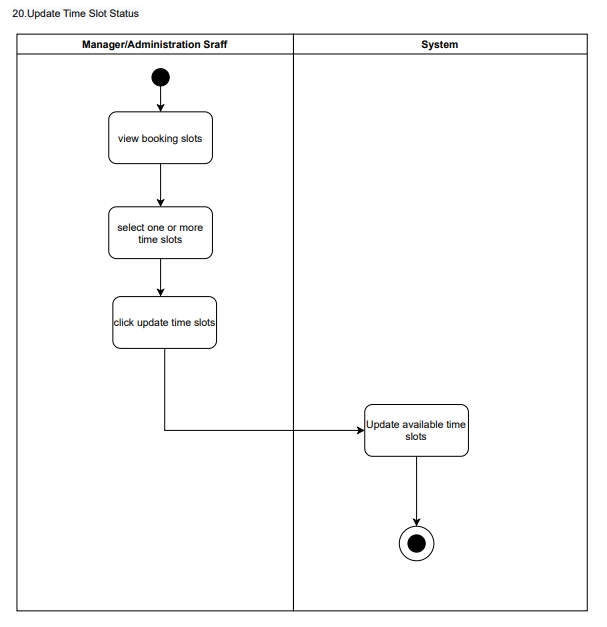 20.Update Time Slot Status
Manager/Administration Sraff
System
view booking slots
select one or more
time slots
click update time slots
Update available time
slots